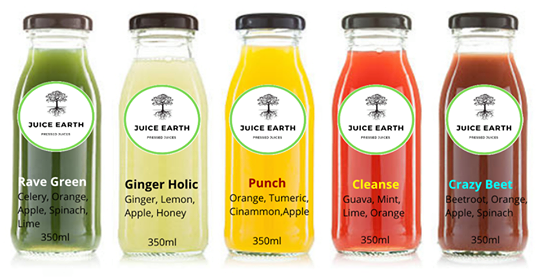 JUICE EARTH
PRESSED JUICES
Rave Green
Celery, Orange,
Apple, Spinach,
Lime
350ml
JUICE EARTH
PRESSED JUICES
Ginger Holic
Ginger, Lemon,
Apple, Honey
350ml
JUICE EARTH
PRESSED JUICES
Punch
Orange, Tumeric,
Cinammon,Apple
350ml
JUICE EARTH
PRESSED JUICES
Cleanse
Guava, Mint,
Lime, Orange
350ml
JUICE EARTH
PRESSED JUICES
Crazy Beet
Beetroot, Orange,
Apple, Spinach
350ml